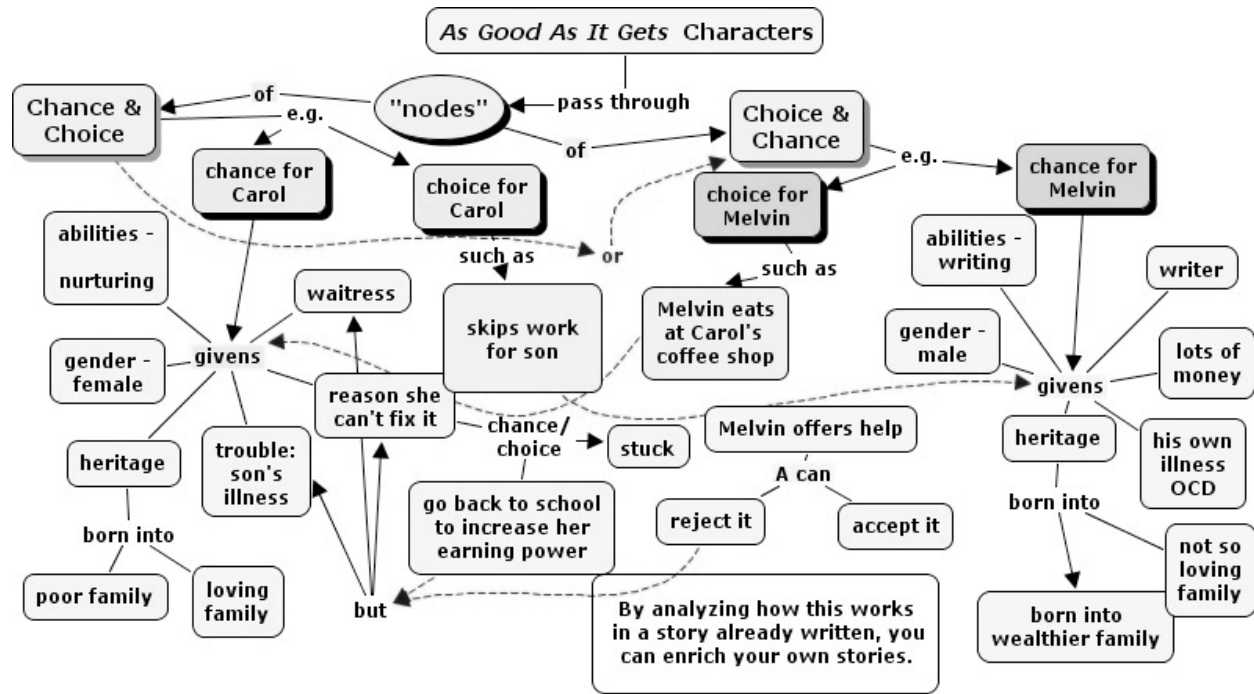 As Good As It Gets Characters
pass through
"nodes"
of
Chance &
Choice
e.g.
chance for
Carol
choice for
Carol
of
Choice &
Chance
e.g.
choice for
Melvin
chance for
Melvin
or
abilities -
nurturing
waitress
gender -
female
givens
heritage
trouble:
son's
illness
born into
poor family
loving
family
such as
skips work
for son
reason she
can't fix it
chance/
choice
stuck
go back to school
to increase her
earning power
but
such as
Melvin eats
at Carol's
coffee shop
Melvin offers help
A can
reject it
accept it
abilities -
writing
writer
gender -
male
givens
lots of
money
heritage
his own
illness
OCD
born into
not so
loving
family
born into
wealthier family
By analyzing how this works
in a story already written, you
can enrich your own stories.